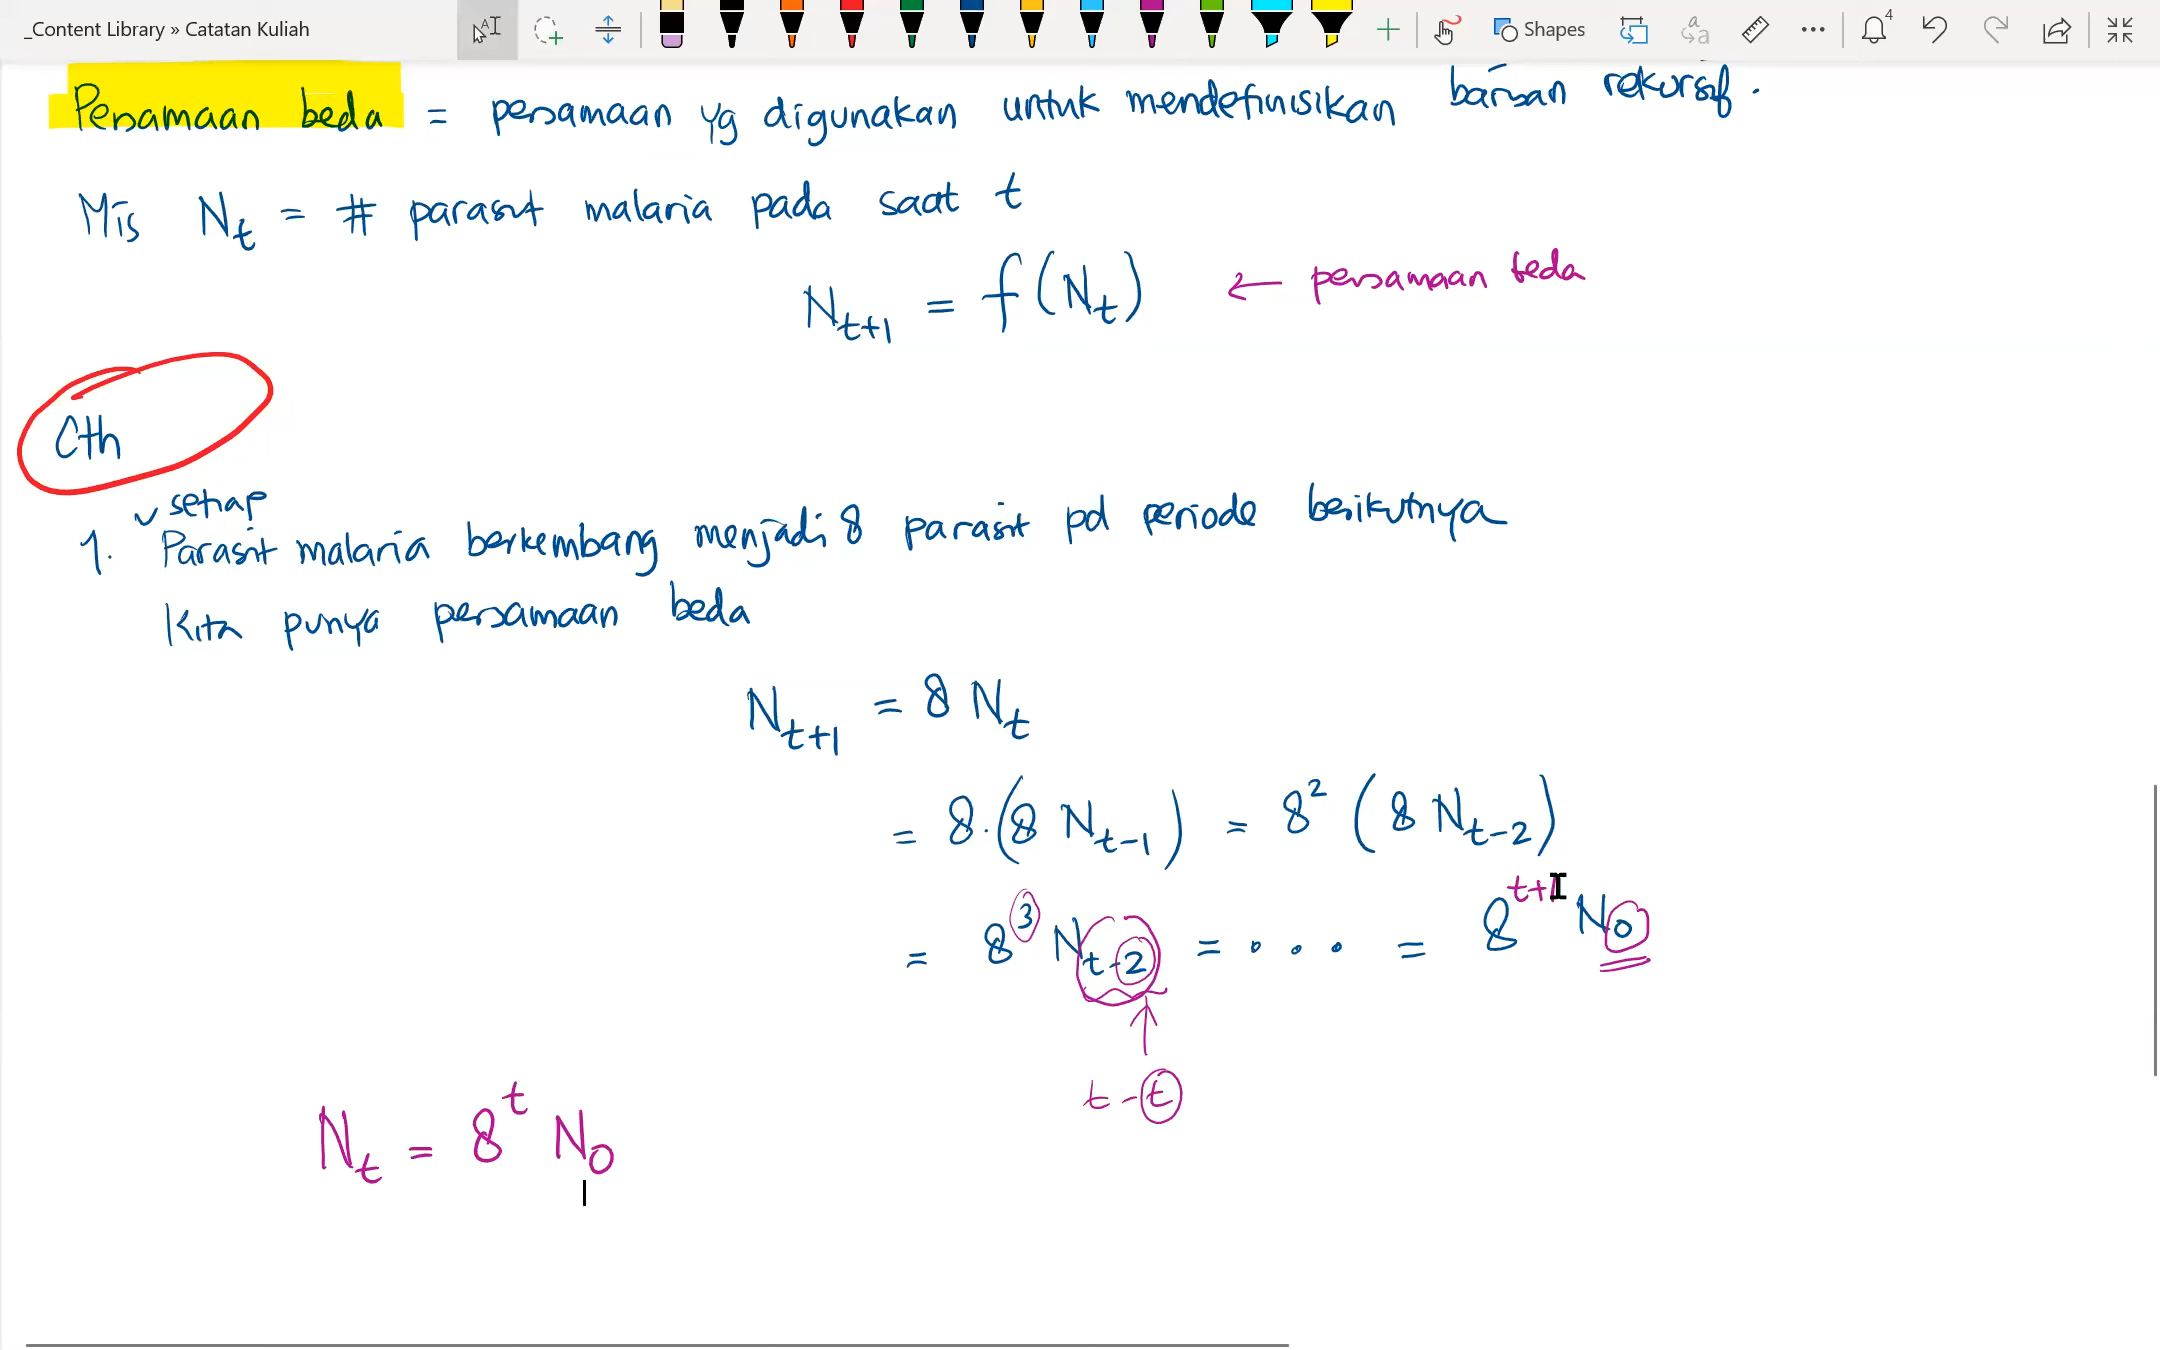 _Content Library » Catatan Kuliah
Shapes
4
Persamaan beda = persamaan yg digunakan untuk mendefinisikan barisan rekursif.
Mis N_t = # parasit malaria pada saat t
N_{t+1} = f(N_t) ← persamaan beda
Cth
✓ setiap
1. Parasit malaria berkembang menjadi 8 parasit pd periode berikutnya
Kita punya persamaan beda
N_{t+1} = 8 N_t
= 8.(8 N_{t-1}) = 8^2 (8 N_{t-2})
= 8^3 N_{t-2} = . . . = 8^{t+1} N_0
↑
t - t
N_t = 8^t N_0